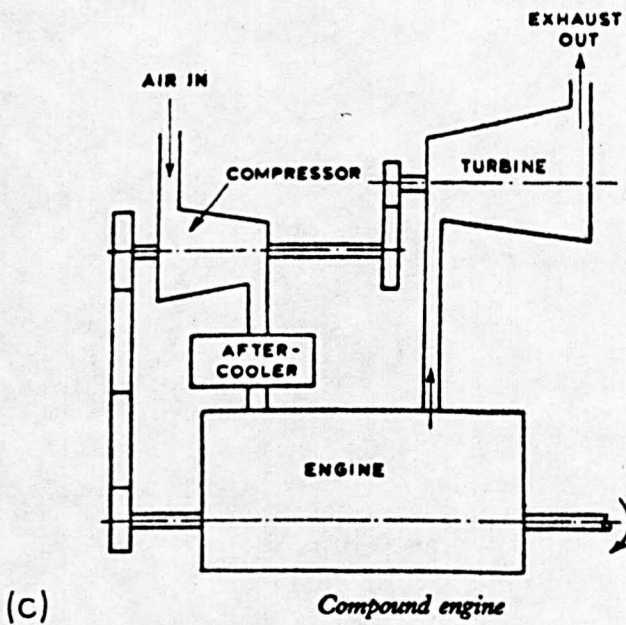 EXHAUST
OUT
AIR IN
COMPRESSOR
TURBINE
AFTER-
COOLER
ENGINE
(c)
Compound engine